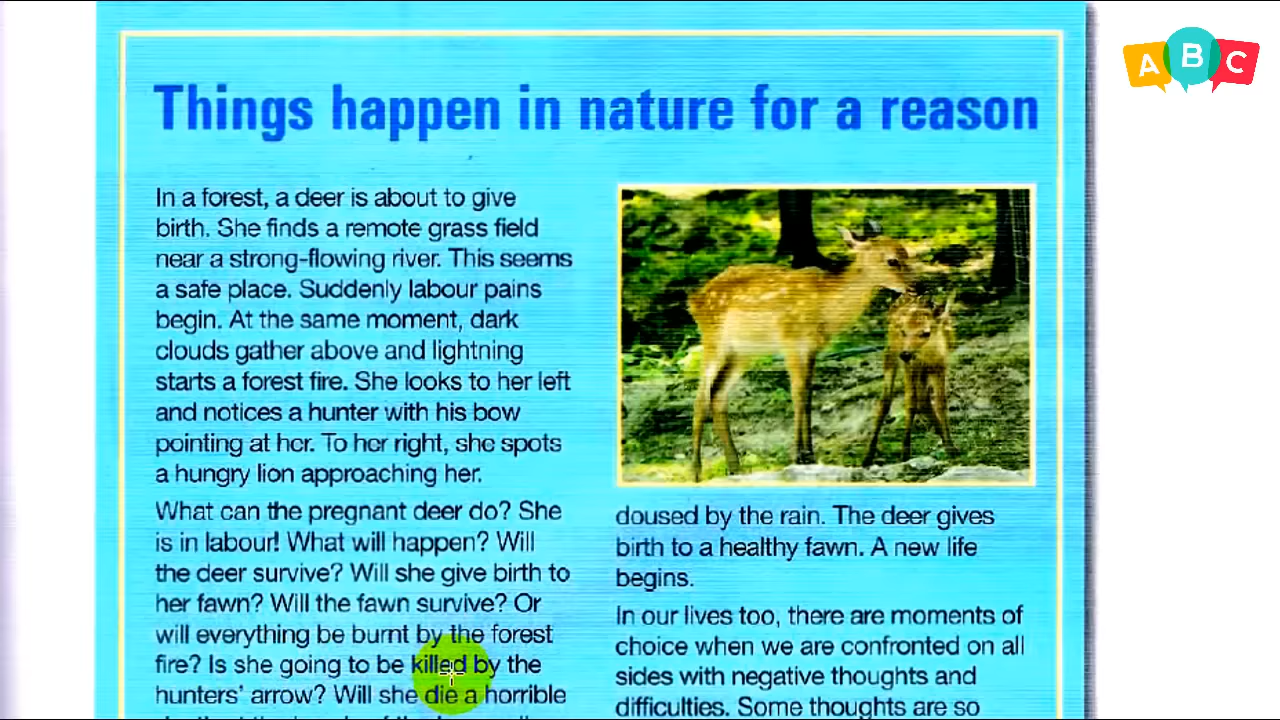 A B C
Things happen in nature for a reason
In a forest, a deer is about to give
birth. She finds a remote grass field
near a strong-flowing river. This seems
a safe place. Suddenly labour pains
begin. At the same moment, dark
clouds gather above and lightning
starts a forest fire. She looks to her left
and notices a hunter with his bow
pointing at her. To her right, she spots
a hungry lion approaching her.
What can the pregnant deer do? She
is in labour! What will happen? Will
the deer survive? Will she give birth to
her fawn? Will the fawn survive? Or
will everything be burnt by the forest
fire? Is she going to be killed by the
hunters' arrow? Will she die a horrible
doused by the rain. The deer gives
birth to a healthy fawn. A new life
begins.
In our lives too, there are moments of
choice when we are confronted on all
sides with negative thoughts and
difficulties. Some thoughts are so